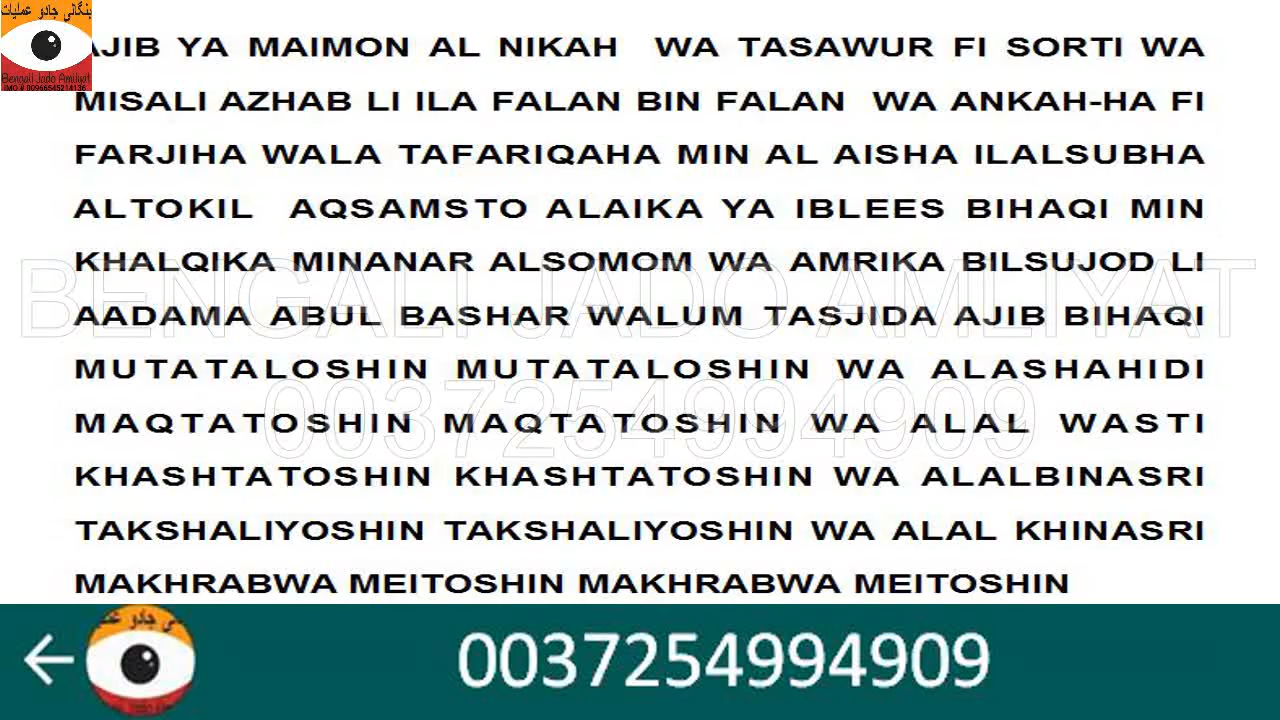 بنگالی جادو عملیات
Bengali Jado Amliyat
IMO # 00966545214136
AJIB YA MAIMON AL NIKAH WA TASAWUR FI SORTI WA
MISALI AZHAB LI ILA FALAN BIN FALAN WA ANKAH-HA FI
FARJIHA WALA TAFARIQAHA MIN AL AISHA ILALSUBHA
ALTOKIL AQSAMSTO ALAIKA YA IBLEES BIHAQI MIN
KHALQIKA MINANAR ALSOMOM WA AMRIKA BILSUJOD LI
BENGALI JADO AMLIYAT
AADAMA ABUL BASHAR WALUM TASJIDA AJIB BIHAQI
MUTATALOSHIN MUTATALOSHIN WA ALASHAHIDI
MAQTATOSHIN MAQTATOSHIN WA ALAL WASTI
0037254994909
KHASHTATOSHIN KHASHTATOSHIN WA ALALBINASRI
TAKSHALIYOSHIN TAKSHALIYOSHIN WA ALAL KHINASRI
MAKHRABWA MEITOSHIN MAKHRABWA MEITOSHIN
0037254994909